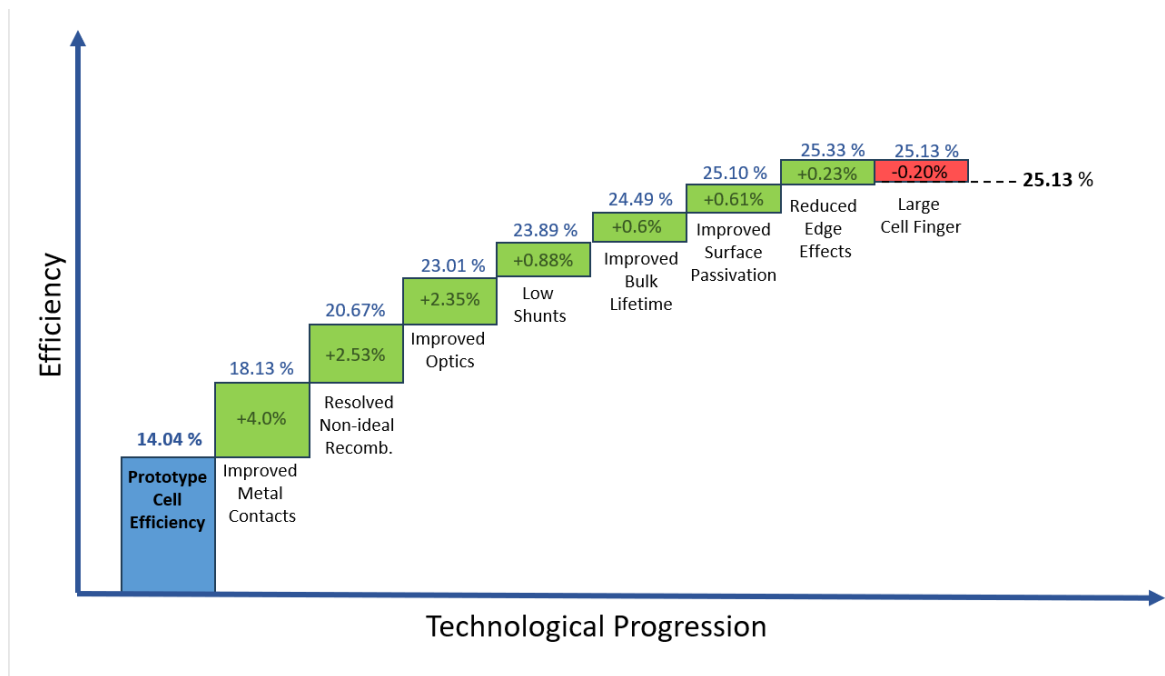 Efficiency
14.04 %
Prototype
Cell
Efficiency
18.13 %
+4.0%
Improved
Metal
Contacts
20.67%
+2.53%
Resolved
Non-ideal
Recomb.
23.01 %
+2.35%
Improved
Optics
23.89 %
+0.88%
Low
Shunts
24.49 %
+0.6%
Improved
Bulk
Lifetime
25.10 %
+0.61%
Improved
Surface
Passivation
25.33 %
+0.23%
Reduced
Edge
Effects
25.13 %
-0.20%
Large
Cell Finger
25.13 %
Technological Progression